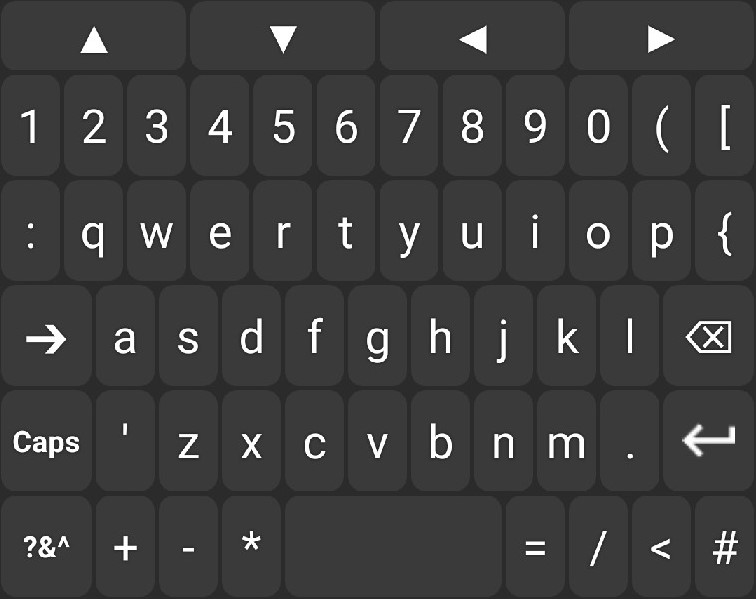 ▲ ▼ ◀ ▶
1 2 3 4 5 6 7 8 9 0 ( [
: q w e r t y u i o p {
→ a s d f g h j k l ⌫
Caps ' z x c v b n m . ↵
?&^ + - * = / < #